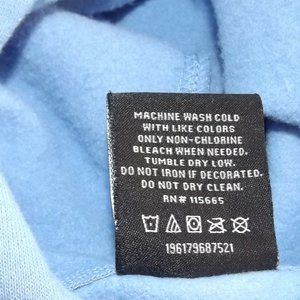 MACHINE WASH COLD
WITH LIKE COLORS
ONLY NON-CHLORINE
BLEACH WHEN NEEDED.
TUMBLE DRY LOW.
DO NOT IRON IF DECORATED.
DO NOT DRY CLEAN.
RN# 115665
196179687521